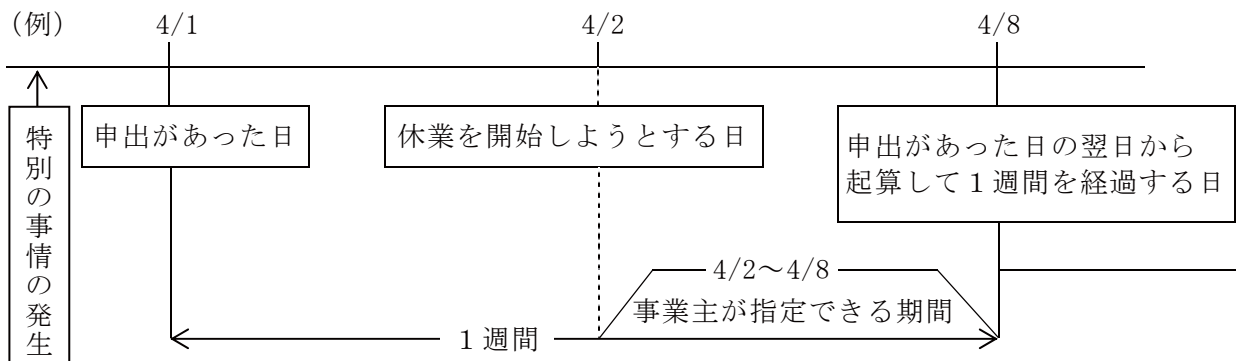 (例)
4/1
4/2
4/8
特別の事情の発生
申出があった日
休業を開始しようとする日
申出があった日の翌日から
起算して1週間を経過する日
4/2～4/8
事業主が指定できる期間
1週間